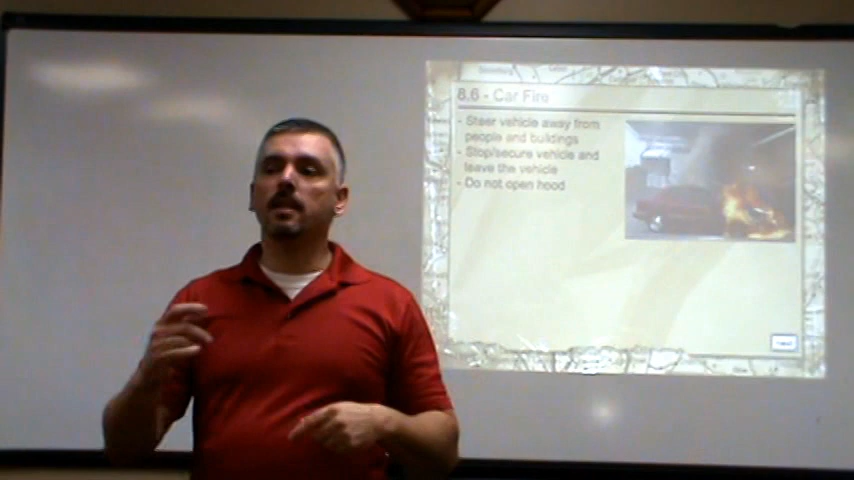 8.6 - Car Fire
- Steer vehicle away from
people and buildings
- Stop/secure vehicle and
leave the vehicle
- Do not open hood